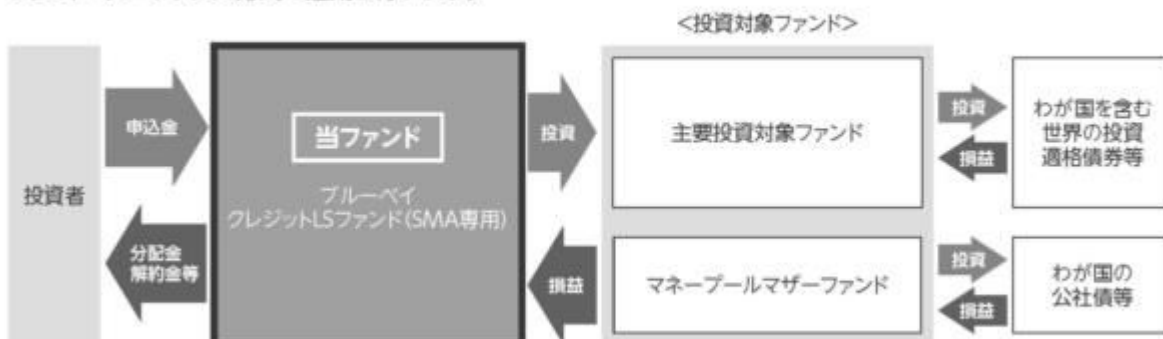 <投資対象ファンド>
投資者
申込金
分配金
解約金等
当ファンド
ブルーベイ
クレジットLSファンド(SMA専用)
投資
損益
主要投資対象ファンド
マネープールマザーファンド
投資
損益
わが国を含む
世界の投資
適格債券等
投資
損益
わが国の
公社債等